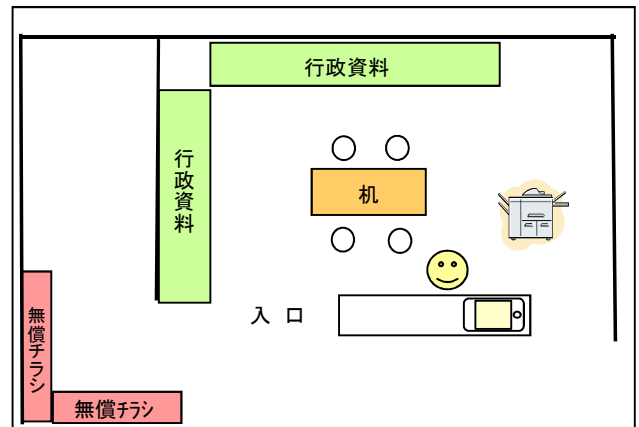 行政資料
行政資料
机
入口
無償チラシ
無償ﾁﾗｼ